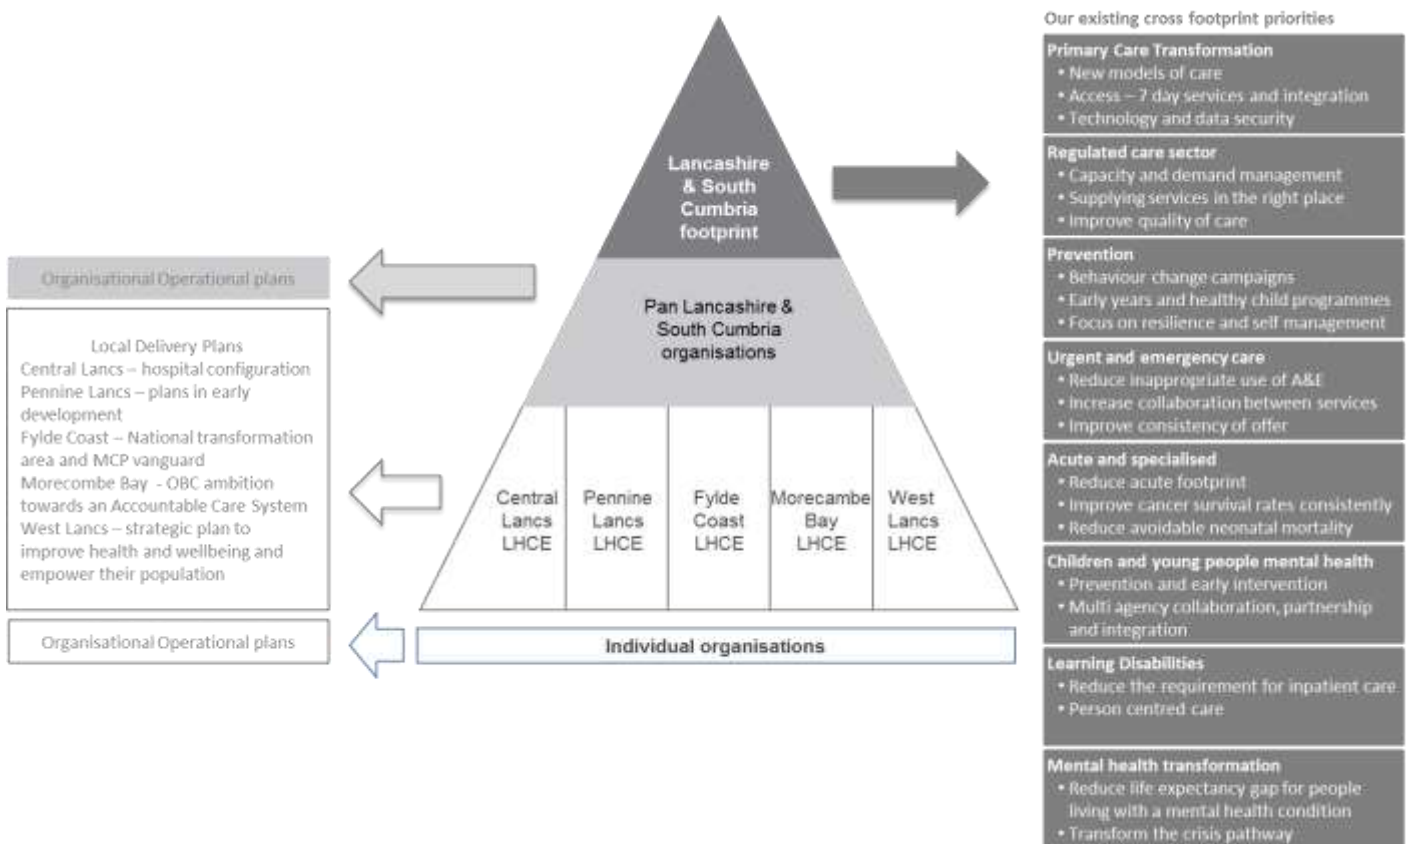 Our existing cross footprint priorities
Primary Care Transformation
• New models of care
• Access – 7 day services and integration
• Technology and data security
Regulated care sector
• Capacity and demand management
• Supplying services in the right place
• Improve quality of care
Prevention
• Behaviour change campaigns
• Early years and healthy child programmes
• Focus on resilience and self management
Urgent and emergency care
• Reduce inappropriate use of A&E
• Increase collaboration between services
• Improve consistency of offer
Acute and specialised
• Reduce acute footprint
• Improve cancer survival rates consistently
• Reduce avoidable neonatal mortality
Children and young people mental health
• Prevention and early intervention
• Multi agency collaboration, partnership
and integration
Learning Disabilities
• Reduce the requirement for inpatient care
• Person centred care
Mental health transformation
• Reduce life expectancy gap for people
living with a mental health condition
• Transform the crisis pathway
Lancashire
& South
Cumbria
footprint
Pan Lancashire &
South Cumbria
organisations
Central
Lancs
LHCE
Pennine
Lancs
LHCE
Fylde
Coast
LHCE
Morecambe
Bay
LHCE
West
Lancs
LHCE
Individual organisations
Organisational Operational plans
Local Delivery Plans
Central Lancs – hospital configuration
Pennine Lancs – plans in early
development
Fylde Coast – National transformation
area and MCP vanguard
Morecombe Bay - OBC ambition
towards an Accountable Care System
West Lancs – strategic plan to
improve health and wellbeing and
empower their population
Organisational Operational plans